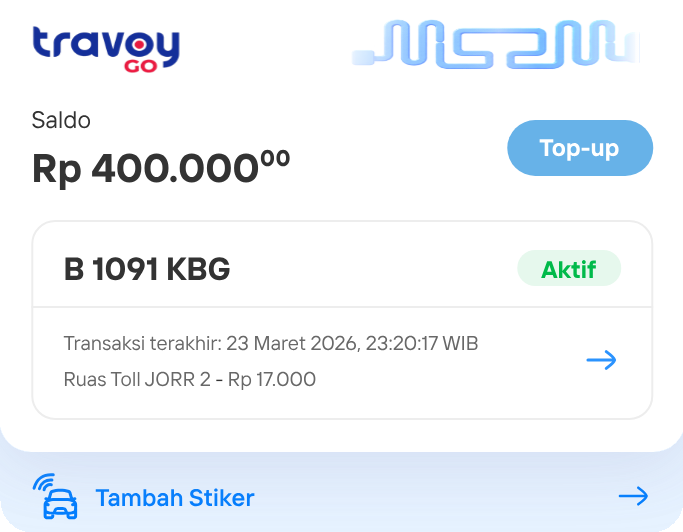 travoy
GO
Saldo
Rp 400.000⁰⁰
Top-up
B 1091 KBG
Aktif
Transaksi terakhir: 23 Maret 2026, 23:20:17 WIB
Ruas Toll JORR 2 - Rp 17.000
Tambah Stiker